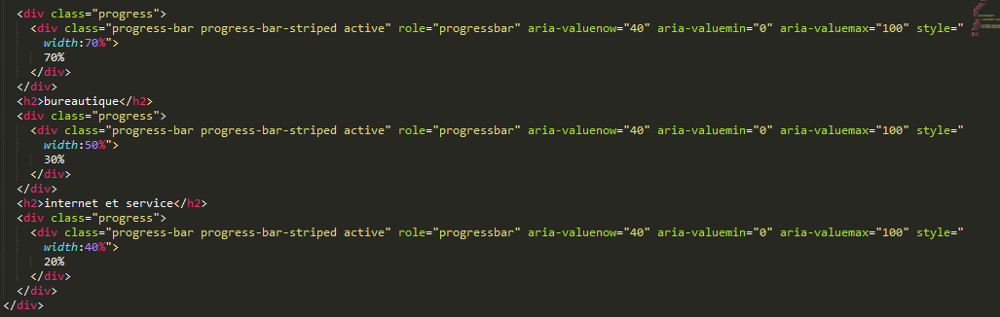 <div class="progress">
<div class="progress-bar progress-bar-striped active" role="progressbar" aria-valuenow="40" aria-valuemin="0" aria-valuemax="100" style="
width:70%">
70%
</div>
</div>
<h2>bureautique</h2>
<div class="progress">
<div class="progress-bar progress-bar-striped active" role="progressbar" aria-valuenow="40" aria-valuemin="0" aria-valuemax="100" style="
width:50%">
30%
</div>
</div>
<h2>internet et service</h2>
<div class="progress">
<div class="progress-bar progress-bar-striped active" role="progressbar" aria-valuenow="40" aria-valuemin="0" aria-valuemax="100" style="
width:40%">
20%
</div>
</div>
</div>